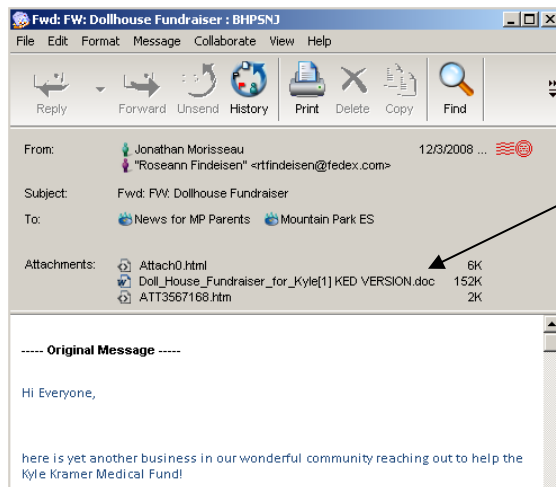 Fwd: FW: Dollhouse Fundraiser : BHPSNJ
File Edit Format Message Collaborate View Help
Reply Forward Unsend History Print Delete Copy Find
From: Jonathan Morisseau 12/3/2008 ...
"Roseann Findeisen" <rtfindeisen@fedex.com>
Subject: Fwd: FW: Dollhouse Fundraiser
To: News for MP Parents Mountain Park ES
Attachments: Attach0.html 6K
Doll_House_Fundraiser_for_Kyle[1] KED VERSION.doc 152K
ATT3567168.htm 2K
----- Original Message -----
Hi Everyone,
here is yet another business in our wonderful community reaching out to help the
Kyle Kramer Medical Fund!